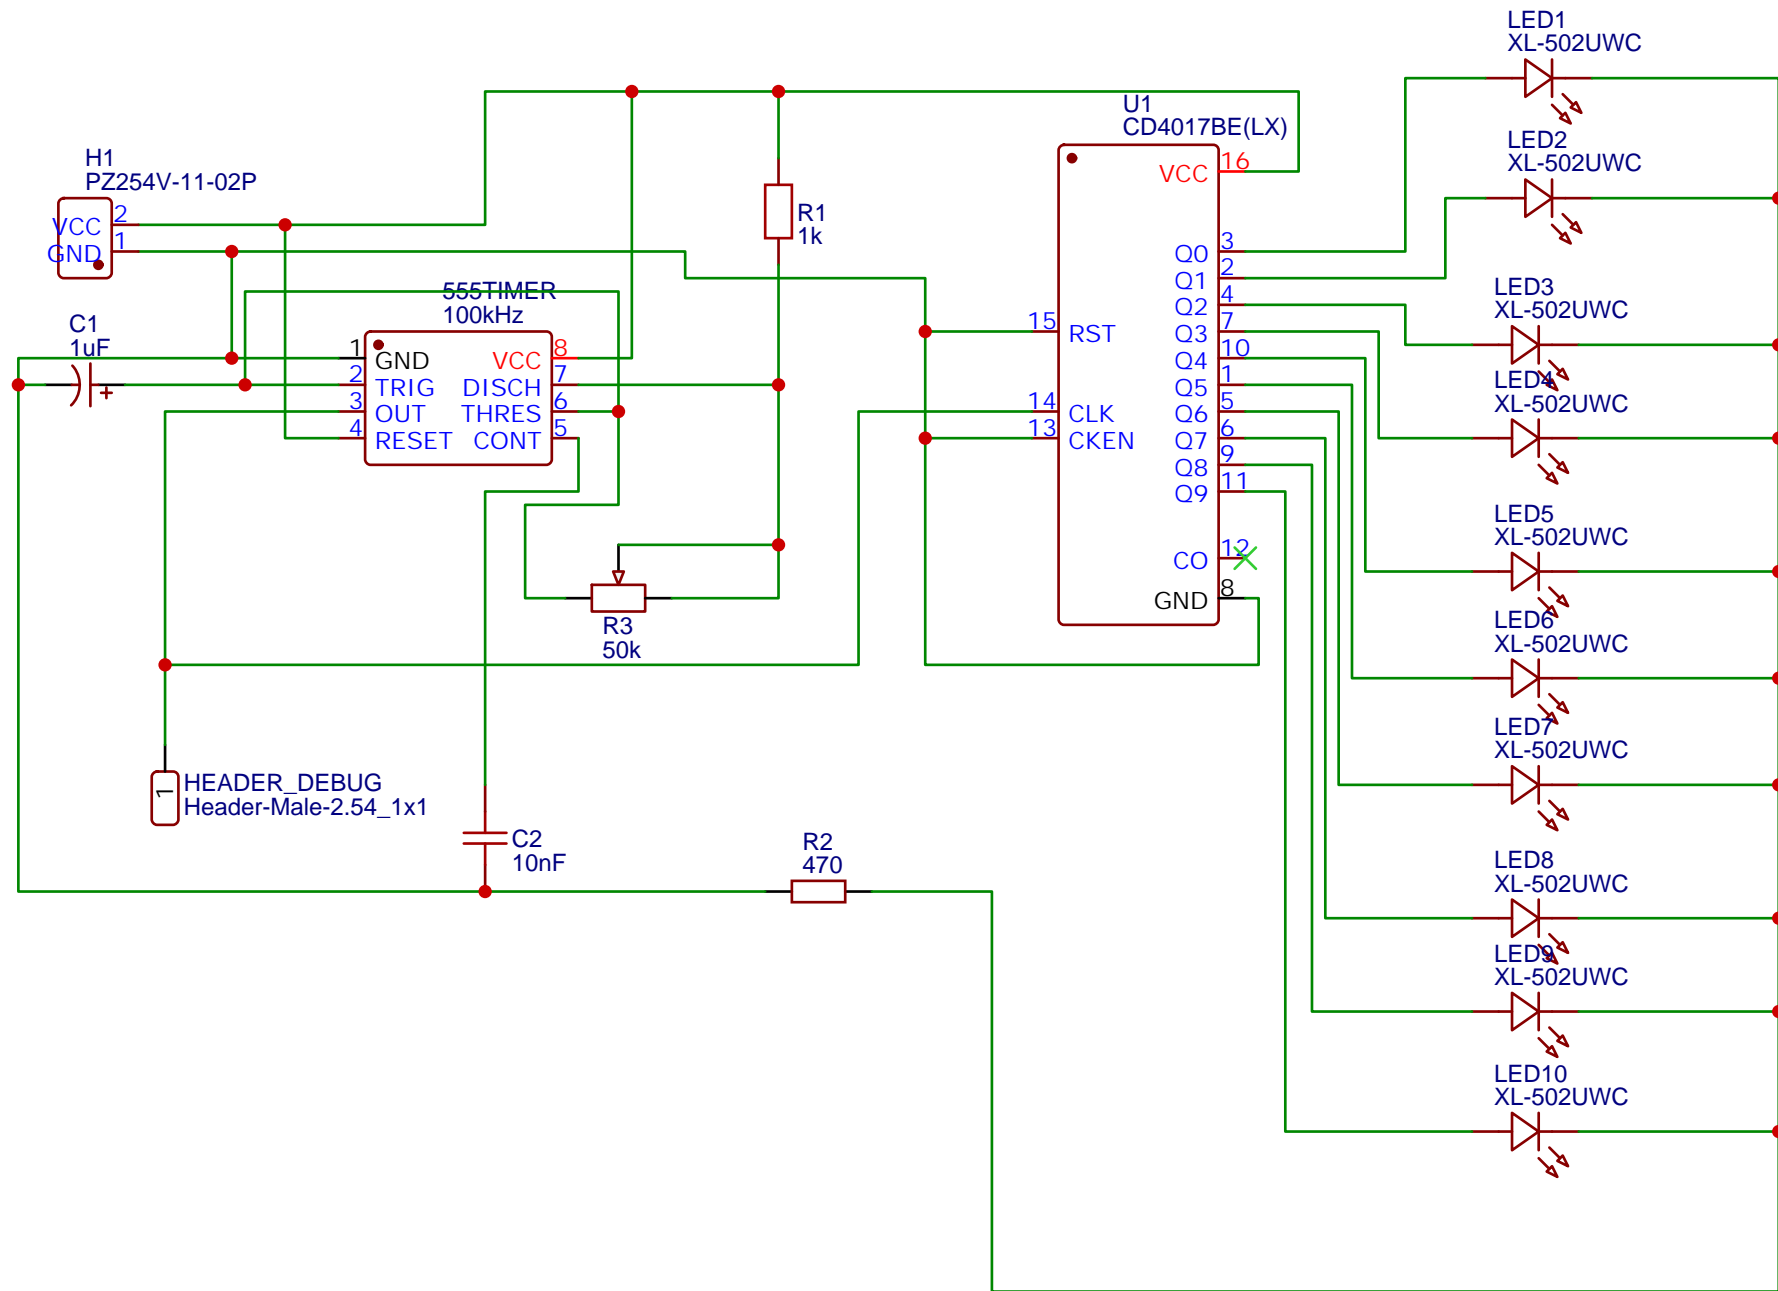 LED1
XL-502UWC
LED2
XL-502UWC
LED3
XL-502UWC
LED4
XL-502UWC
LED5
XL-502UWC
LED6
XL-502UWC
LED7
XL-502UWC
LED8
XL-502UWC
LED9
XL-502UWC
LED10
XL-502UWC
U1
CD4017BE(LX)
VCC 16
Q0 3
Q1 2
Q2 4
Q3 7
Q4 10
Q5 1
Q6 5
Q7 6
Q8 9
Q9 11
CO 12
GND 8
15 RST
14 CLK
13 CKEN
H1
PZ254V-11-02P
VCC 2
GND 1
R1
1k
555TIMER
100kHz
1 GND
2 TRIG
3 OUT
4 RESET
VCC 8
DISCH 7
THRES 6
CONT 5
C1
1uF
+
R3
50k
1
HEADER_DEBUG
Header-Male-2.54_1x1
C2
10nF
R2
470